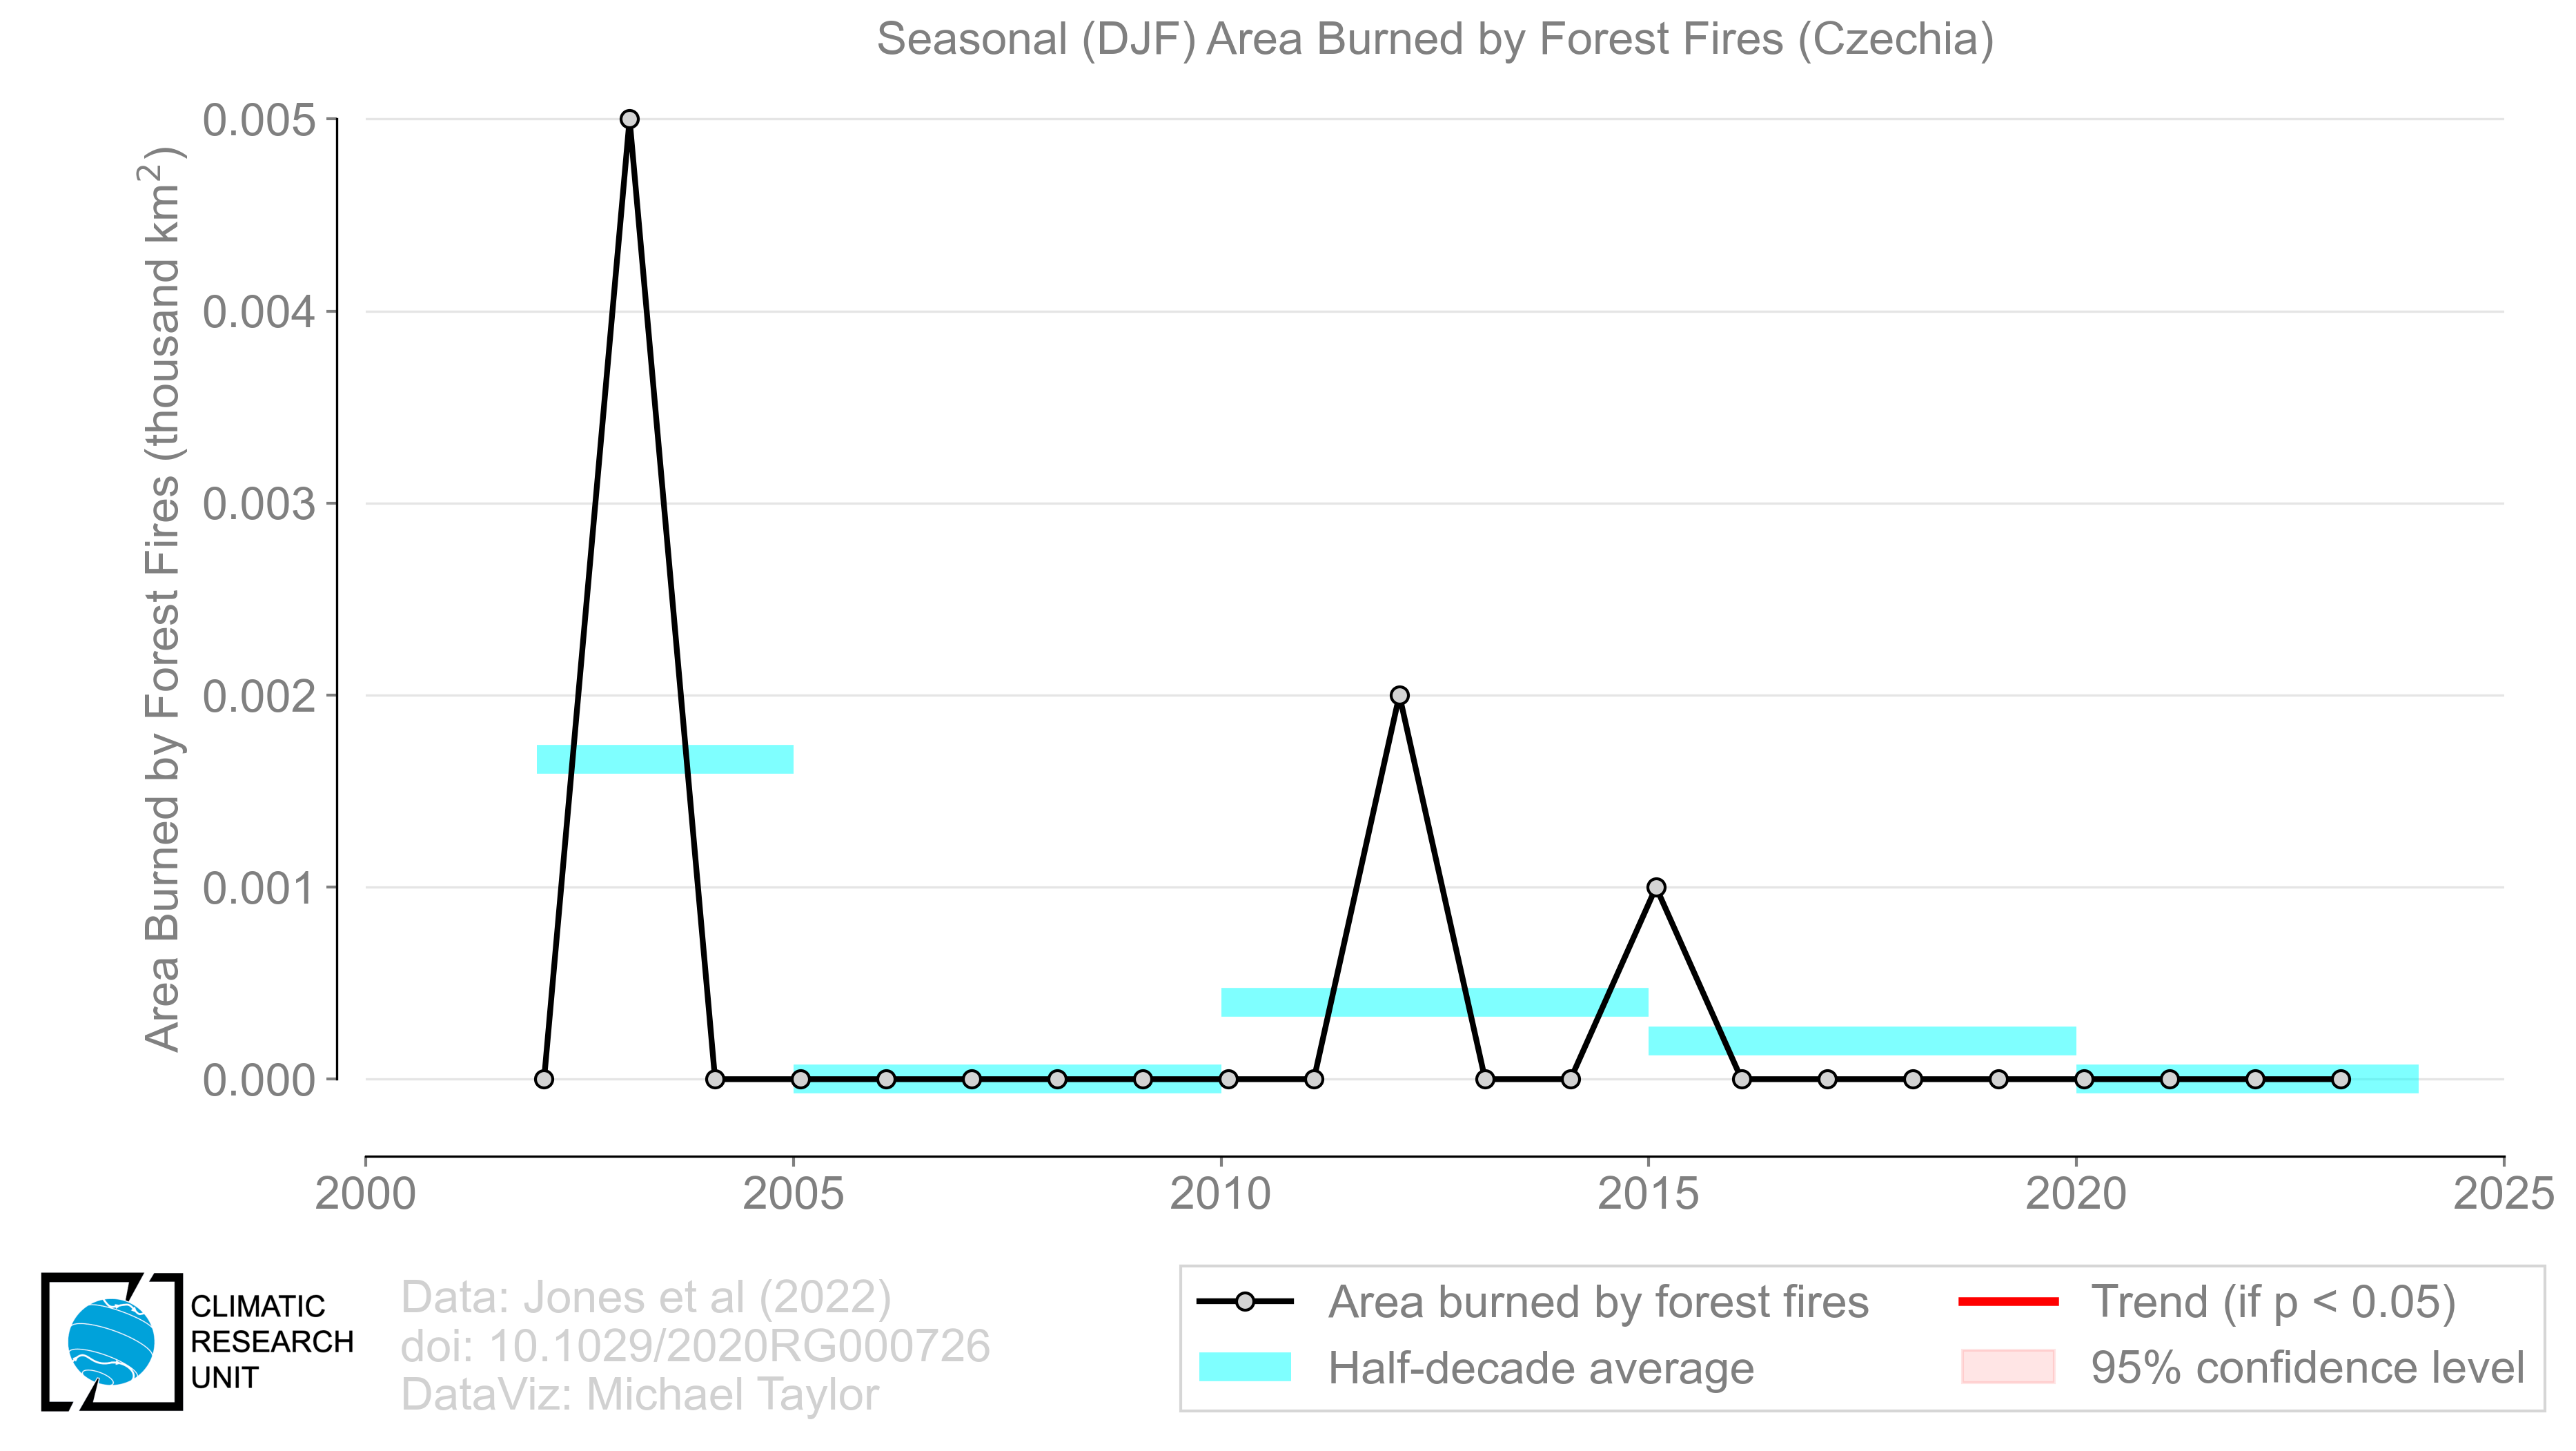 Seasonal (DJF) Area Burned by Forest Fires (Czechia)
Area Burned by Forest Fires (thousand km²)
0.005
0.004
0.003
0.002
0.001
0.000
2000 2005 2010 2015 2020 2025
CLIMATIC
RESEARCH
UNIT
Data: Jones et al (2022)
doi: 10.1029/2020RG000726
DataViz: Michael Taylor
Area burned by forest fires
Half-decade average
Trend (if p < 0.05)
95% confidence level